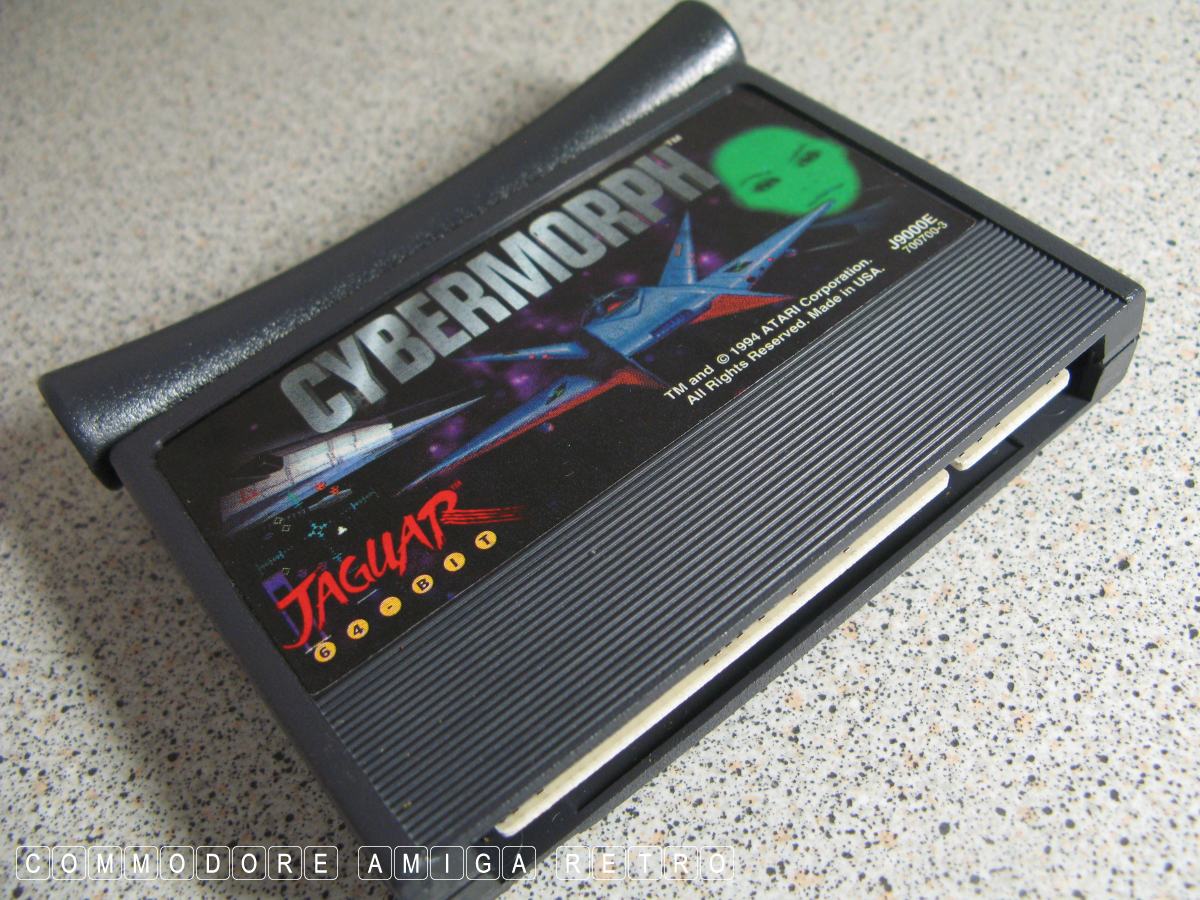 CYBERMORPH™
J9000E
700700-3
TM and © 1994 ATARI Corporation.
All Rights Reserved. Made in USA.
JAGUAR™
64-BIT
COMMODORE AMIGA RETRO